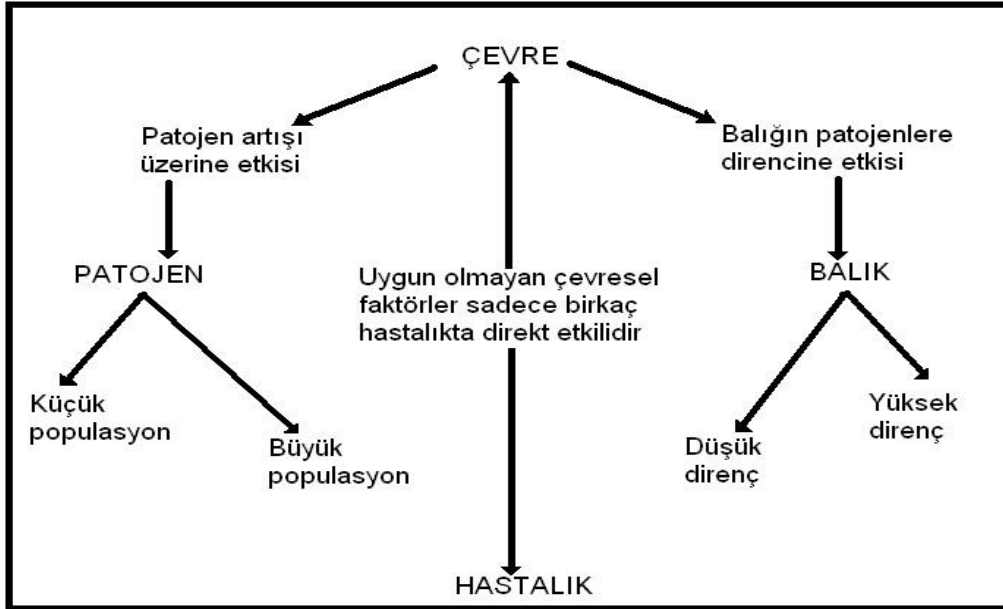 ÇEVRE
Patojen artışı
üzerine etkisi
Balığın patojenlere
direncine etkisi
PATOJEN
Uygun olmayan çevresel
faktörler sadece birkaç
hastalıkta direkt etkilidir
BALIK
Küçük
populasyon
Büyük
populasyon
Düşük
direnç
Yüksek
direnç
HASTALIK